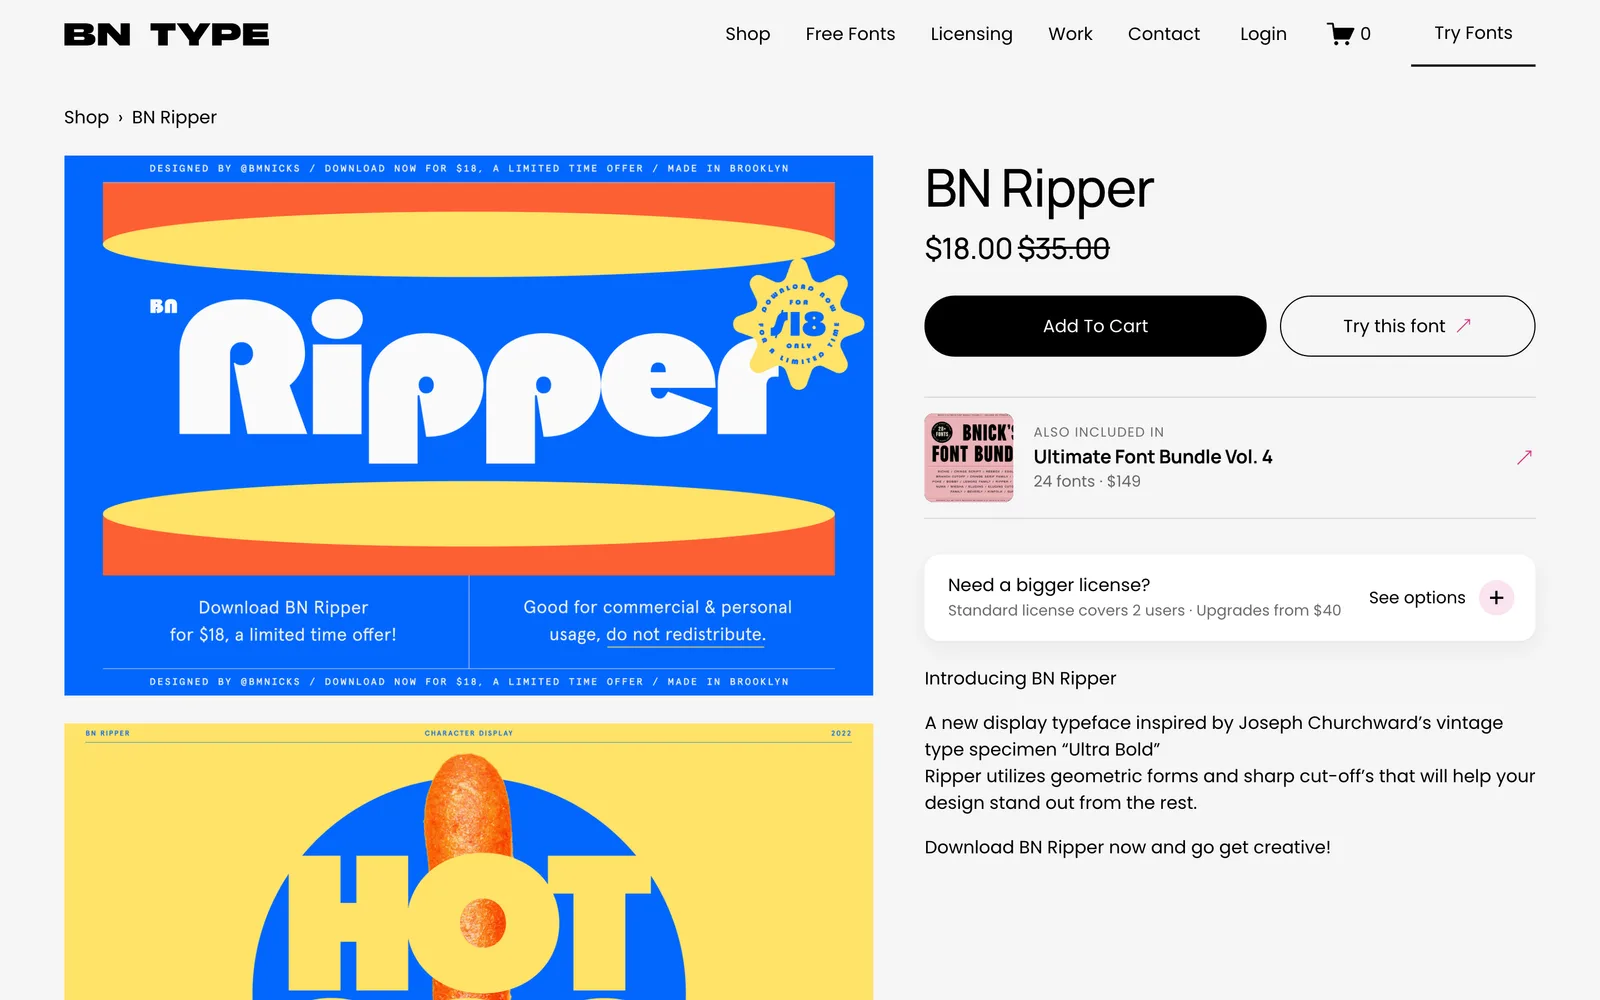 BN TYPE
Shop
Free Fonts
Licensing
Work
Contact
Login
0
Try Fonts
Shop › BN Ripper
DESIGNED BY @BMNICKS / DOWNLOAD NOW FOR $18, A LIMITED TIME OFFER / MADE IN BROOKLYN
BN
Ripper
DOWNLOAD NOW
FOR
$18
ONLY
FOR A LIMITED TIME
Download BN Ripper
for $18, a limited time offer!
Good for commercial & personal
usage, do not redistribute.
DESIGNED BY @BMNICKS / DOWNLOAD NOW FOR $18, A LIMITED TIME OFFER / MADE IN BROOKLYN
BN RIPPER
CHARACTER DISPLAY
2022
HOT
BN Ripper
$18.00 $35.00
Add To Cart
Try this font
BNICK'S
FONT BUND
ALSO INCLUDED IN
Ultimate Font Bundle Vol. 4
24 fonts · $149
Need a bigger license?
Standard license covers 2 users · Upgrades from $40
See options
Introducing BN Ripper
A new display typeface inspired by Joseph Churchward’s vintage
type specimen “Ultra Bold”
Ripper utilizes geometric forms and sharp cut-off’s that will help your
design stand out from the rest.
Download BN Ripper now and go get creative!